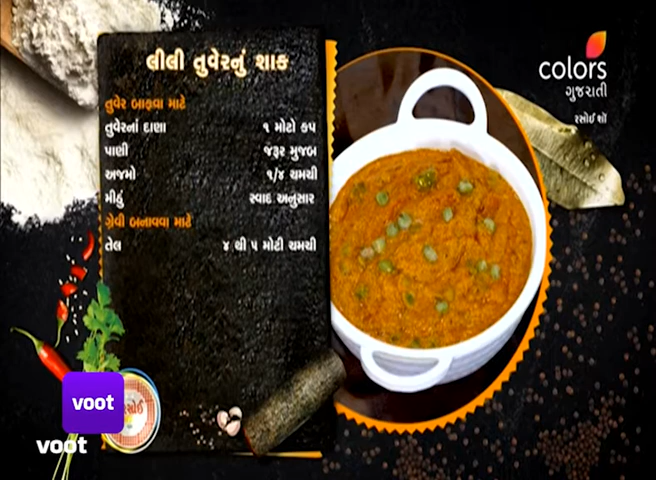 લીલી તુવેરનું શાક
તુવેર બાફવા માટે
તુવેરનાં દાણા ૧ મોટો કપ
પાણી જરૂર મુજબ
અજમો ૧/૪ ચમચી
મીઠું સ્વાદ અનુસાર
ગ્રેવી બનાવવા માટે
તેલ ૪ થી ૫ મોટી ચમચી
colors
ગુજરાતી
રસોઈ શૉ
voot
voot